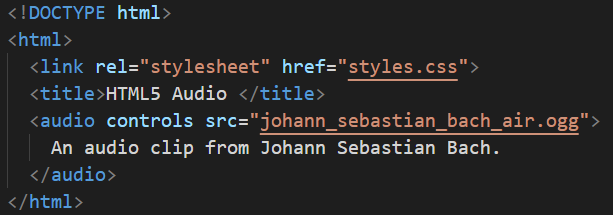 <!DOCTYPE html>
<html>
<link rel="stylesheet" href="styles.css">
<title>HTML5 Audio </title>
<audio controls src="johann_sebastian_bach_air.ogg">
An audio clip from Johann Sebastian Bach.
</audio>
</html>